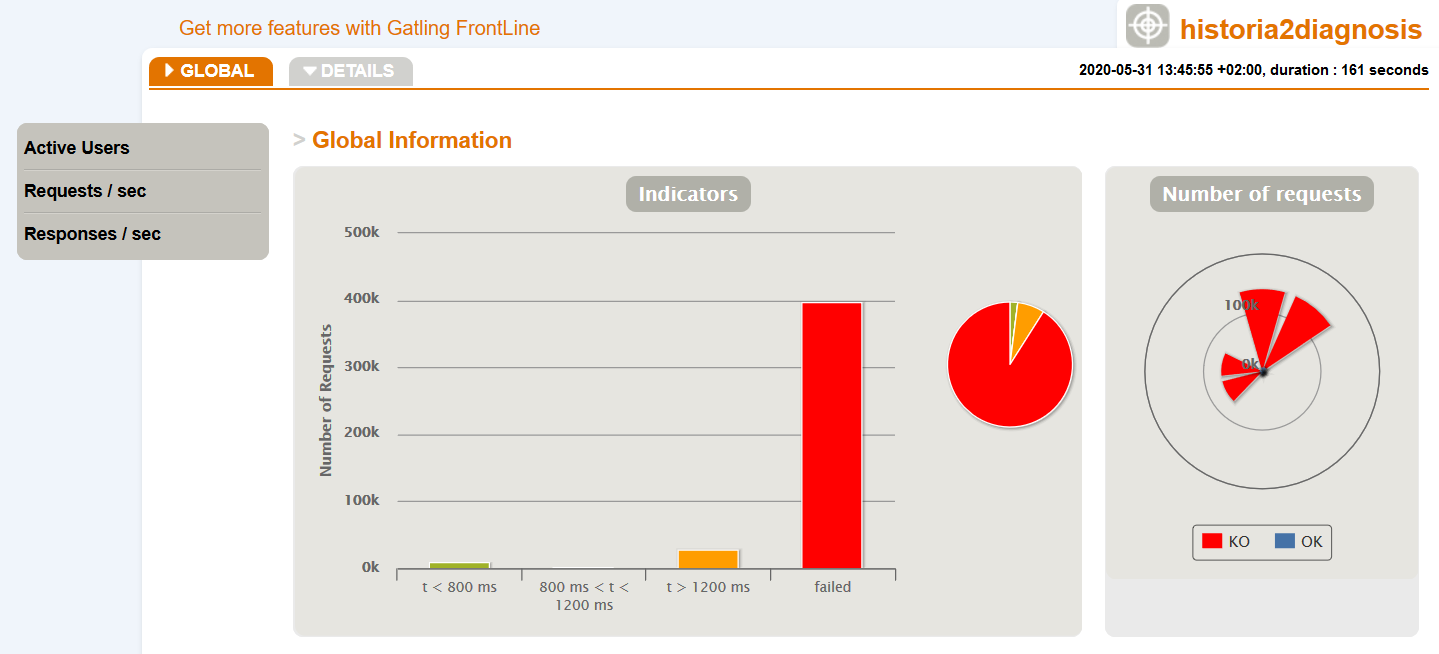 Get more features with Gatling FrontLine
historia2diagnosis
GLOBAL
DETAILS
2020-05-31 13:45:55 +02:00, duration : 161 seconds
Active Users
Requests / sec
Responses / sec
> Global Information
Indicators
Number of Requests
500k
400k
300k
200k
100k
0k
t < 800 ms
800 ms < t <
1200 ms
t > 1200 ms
failed
Number of requests
100k
0k
KO
OK